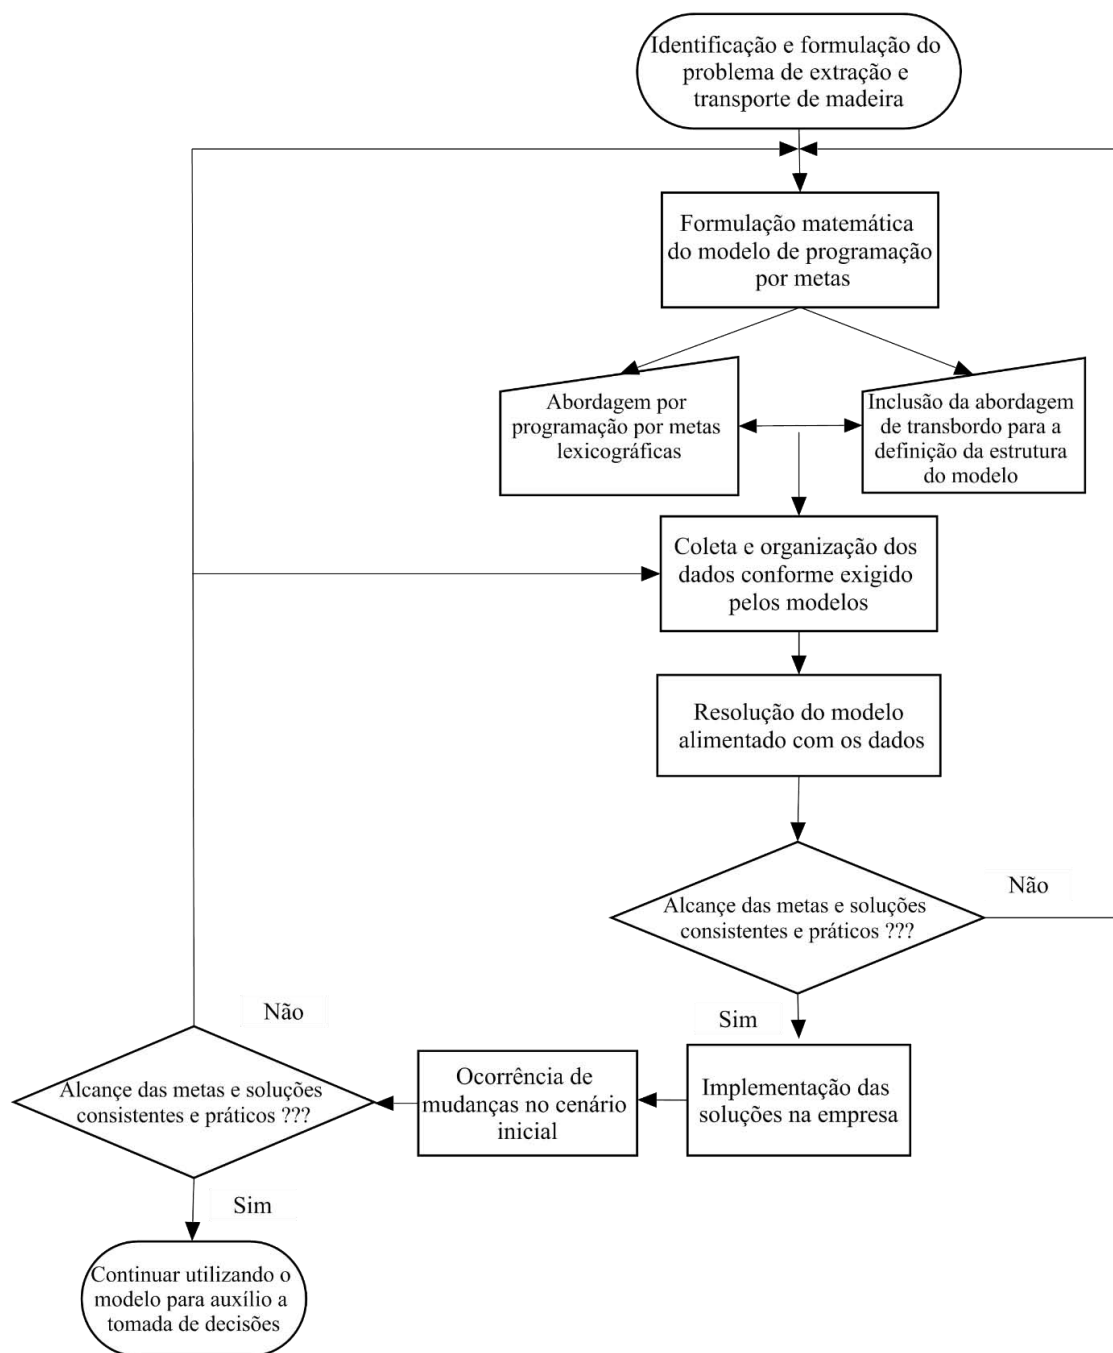 Identificação e formulação do
problema de extração e
transporte de madeira
Formulação matemática
do modelo de programação
por metas
Abordagem por
programação por metas
lexicográficas
Inclusão da abordagem
de transbordo para a
definição da estrutura
do modelo
Coleta e organização dos
dados conforme exigido
pelos modelos
Resolução do modelo
alimentado com os dados
Alcançe das metas e soluções
consistentes e práticos ???
Não
Sim
Implementação das
soluções na empresa
Ocorrência de
mudanças no cenário
inicial
Não
Alcançe das metas e soluções
consistentes e práticos ???
Sim
Continuar utilizando o
modelo para auxílio a
tomada de decisões